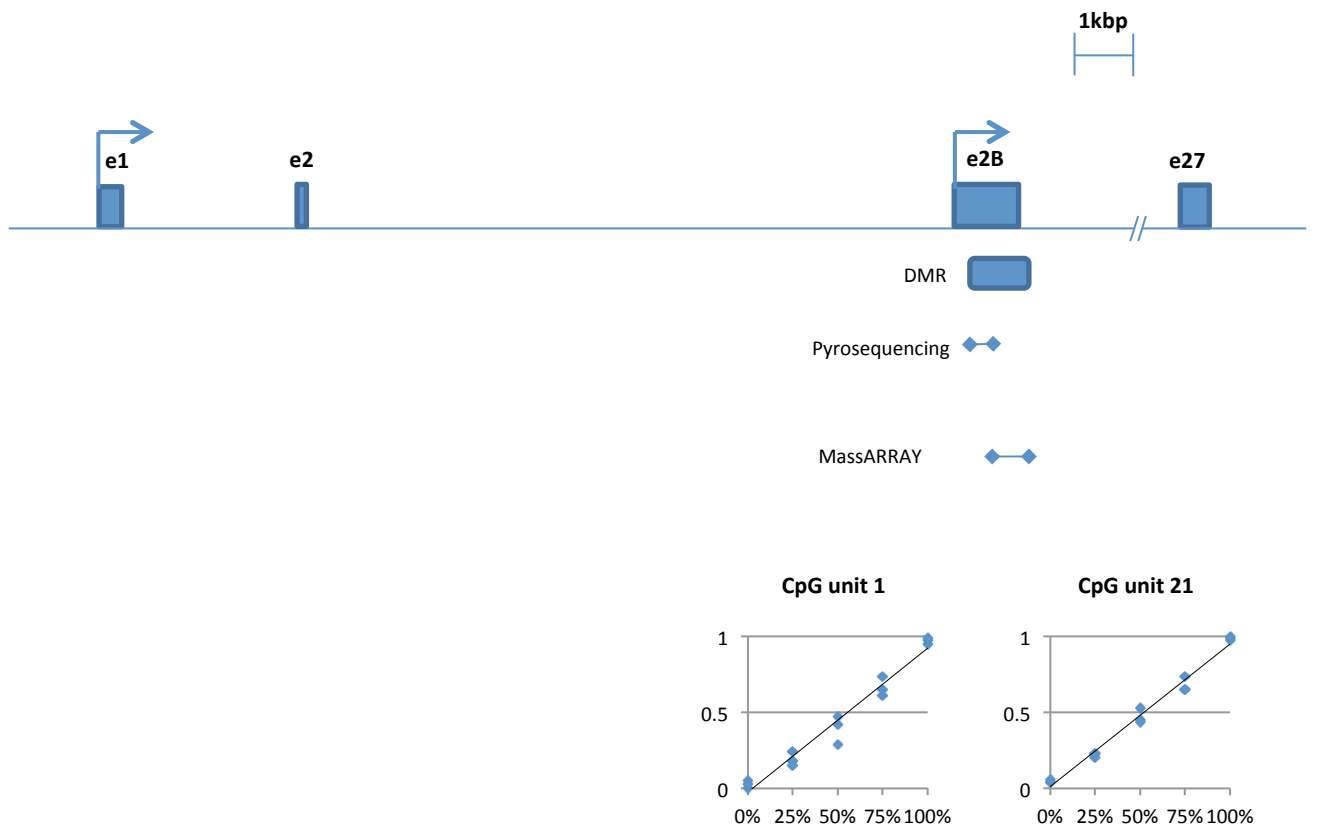 1kbp
e1
e2
e2B
e27
DMR
Pyrosequencing
MassARRAY
CpG unit 1
1
0.5
0
0% 25% 50% 75% 100%
CpG unit 21
1
0.5
0
0% 25% 50% 75% 100%